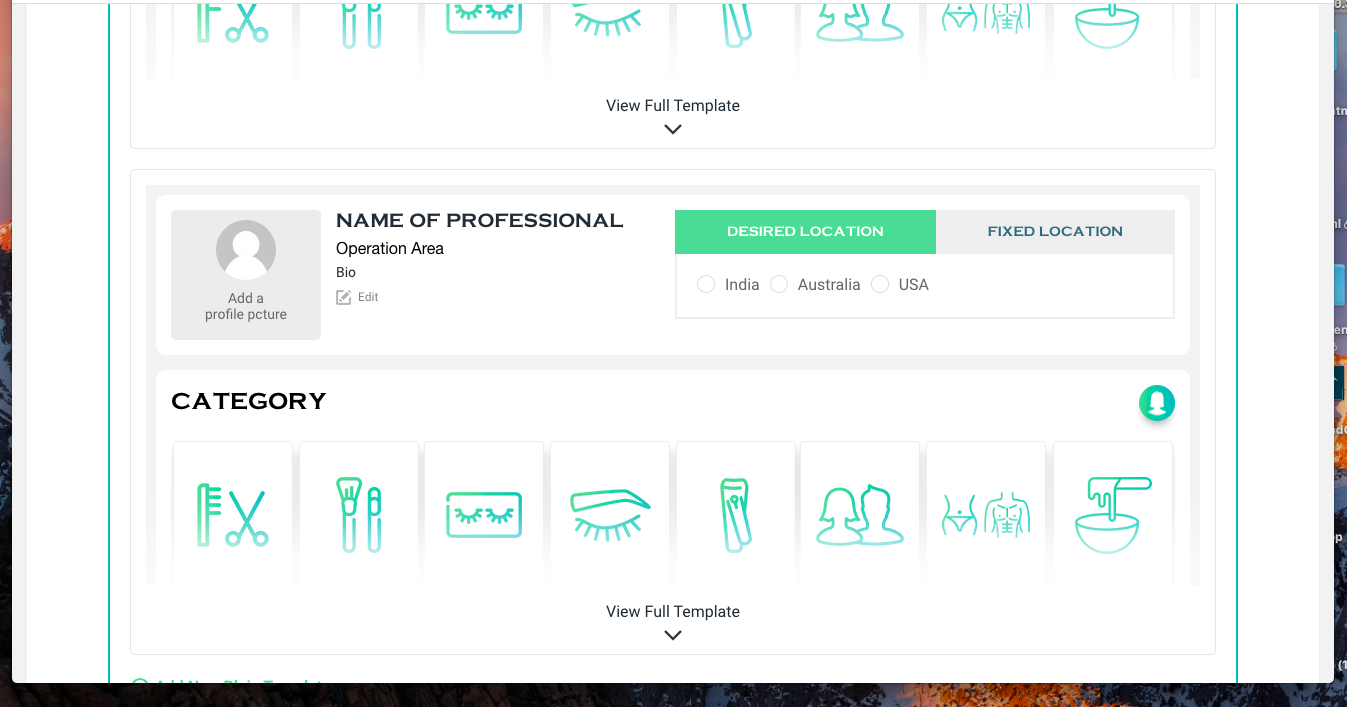 View Full Template
NAME OF PROFESSIONAL
Operation Area
Bio
Edit
Add a
profile pcture
DESIRED LOCATION
FIXED LOCATION
India
Australia
USA
CATEGORY
View Full Template